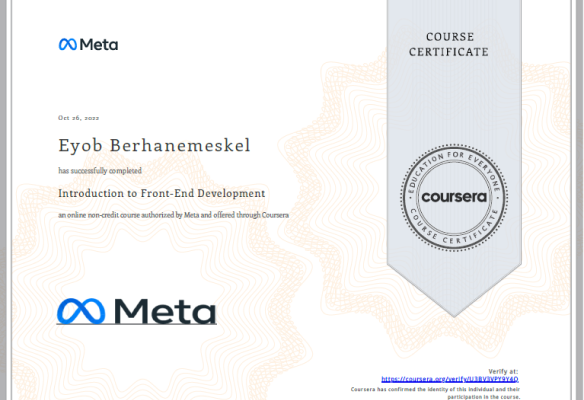 Meta
COURSE
CERTIFICATE
Oct 26, 2022
Eyob Berhanemeskel
has successfully completed
Introduction to Front-End Development
an online non-credit course authorized by Meta and offered through Coursera
EDUCATION FOR EVERYONE
coursera
COURSE CERTIFICATE
Meta
Verify at:
https://coursera.org/verify/U3BV3VPY9Y4Q
Coursera has confirmed the identity of this individual and their
participation in the course.